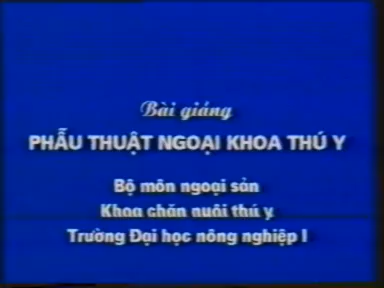 Bài giảng
PHẪU THUẬT NGOẠI KHOA THÚ Y
Bộ môn ngoại sản
Khoa chăn nuôi thú y
Trường Đại học nông nghiệp I